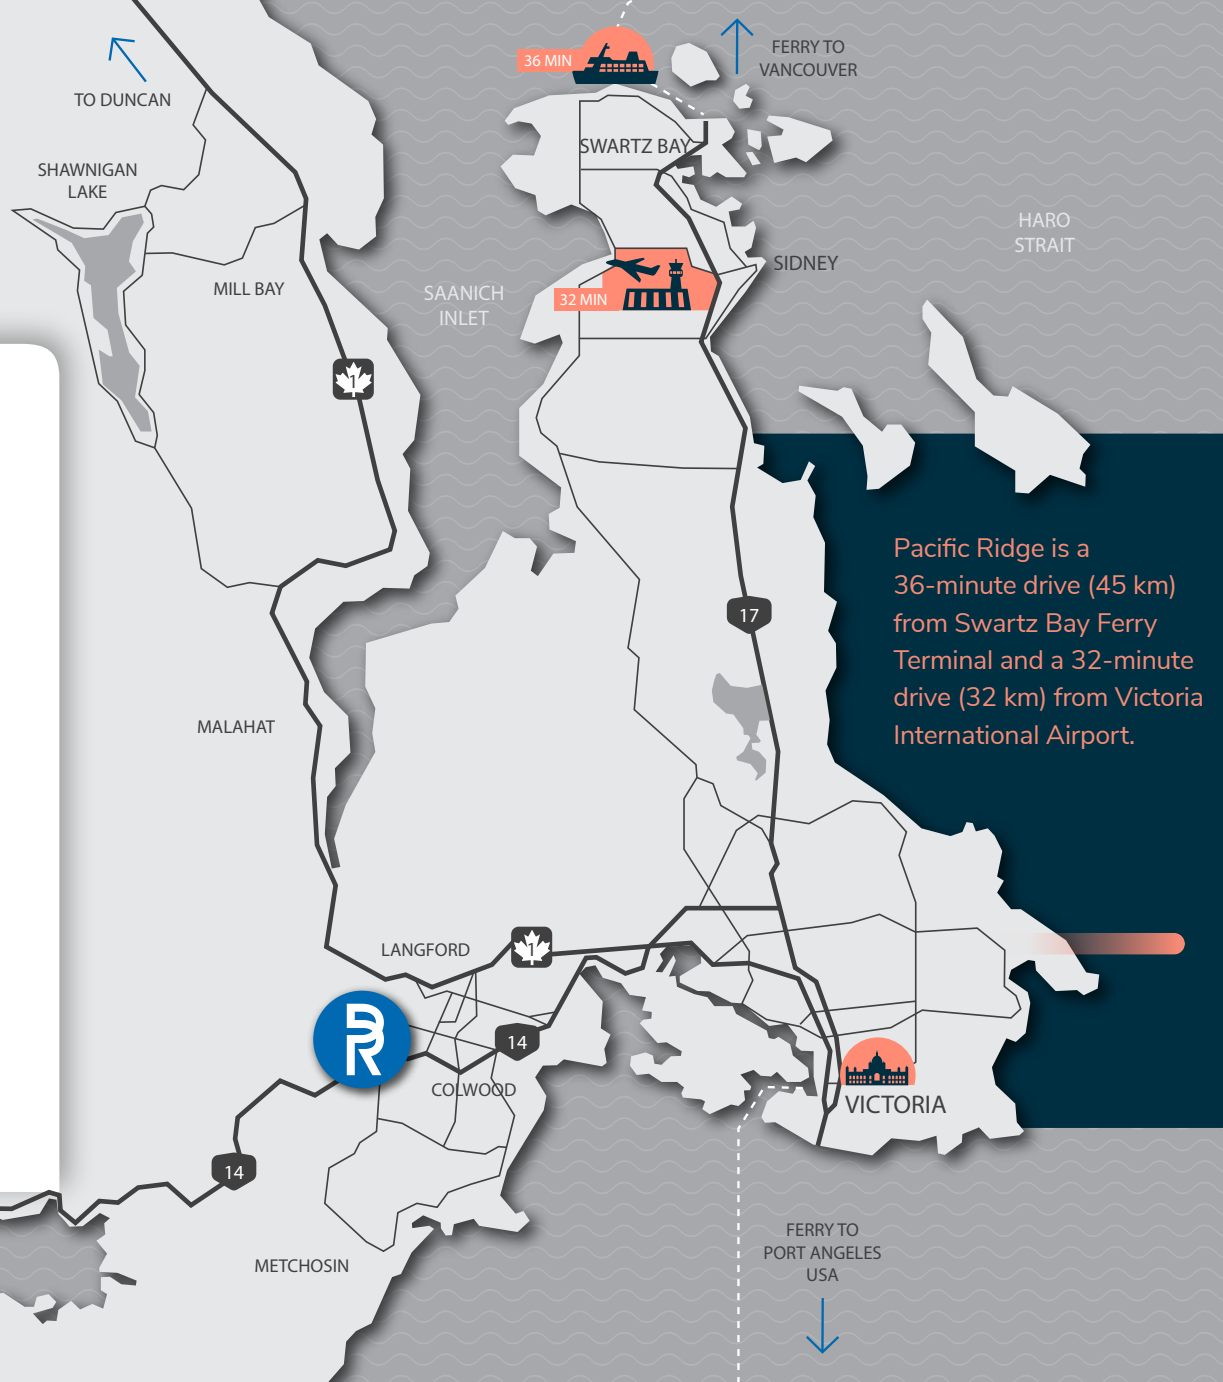 36 MIN
FERRY TO
VANCOUVER
TO DUNCAN
SWARTZ BAY
SHAWNIGAN
LAKE
HARO
STRAIT
SIDNEY
MILL BAY
SAANICH
INLET
32 MIN
1
Pacific Ridge is a
36-minute drive (45 km)
from Swartz Bay Ferry
Terminal and a 32-minute
drive (32 km) from Victoria
International Airport.
17
MALAHAT
LANGFORD
1
R
14
COLWOOD
VICTORIA
14
METCHOSIN
FERRY TO
PORT ANGELES
USA